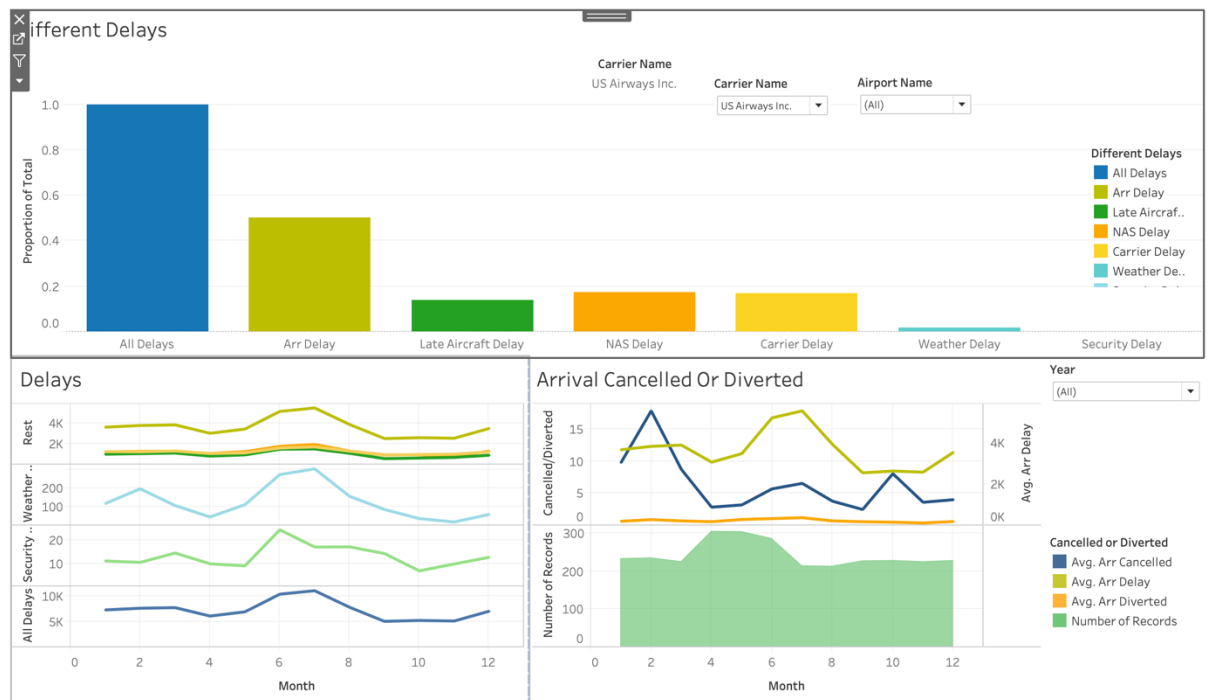 ifferent Delays
Carrier Name
US Airways Inc.
Carrier Name
US Airways Inc.
Airport Name
(All)
Proportion of Total
1.0
0.8
0.6
0.4
0.2
0.0
All Delays
Arr Delay
Late Aircraft Delay
NAS Delay
Carrier Delay
Weather Delay
Security Delay
Different Delays
All Delays
Arr Delay
Late Aircraf..
NAS Delay
Carrier Delay
Weather De..
Delays
Rest
4K
2K
Weather ..
200
100
Security ..
20
10
All Delays
10K
5K
0 2 4 6 8 10 12
Month
Arrival Cancelled Or Diverted
Cancelled/Diverted
15
10
5
0
Avg. Arr Delay
4K
2K
0K
Number of Records
300
200
100
0
0 2 4 6 8 10 12
Month
Year
(All)
Cancelled or Diverted
Avg. Arr Cancelled
Avg. Arr Delay
Avg. Arr Diverted
Number of Records